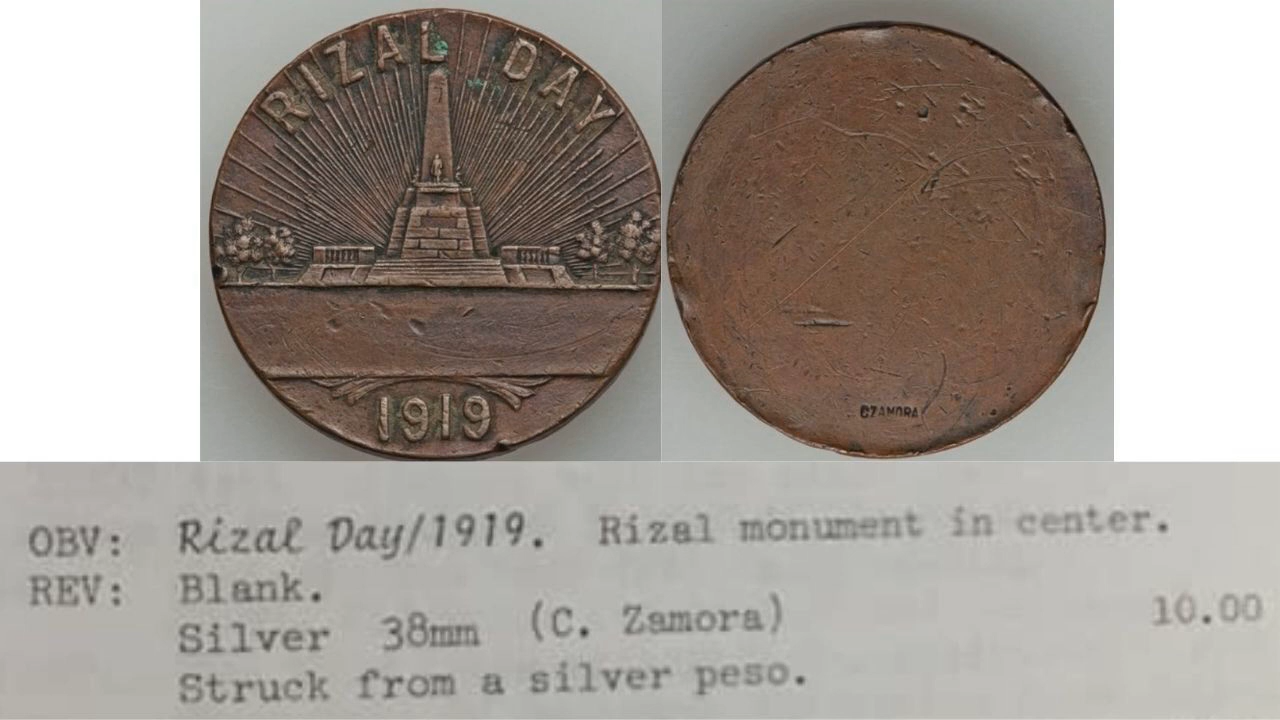 RIZAL DAY
1919
CZAMORA
OBV: Rizal Day/1919. Rizal monument in center.
REV: Blank.
Silver 38mm (C. Zamora) 10.00
Struck from a silver peso.